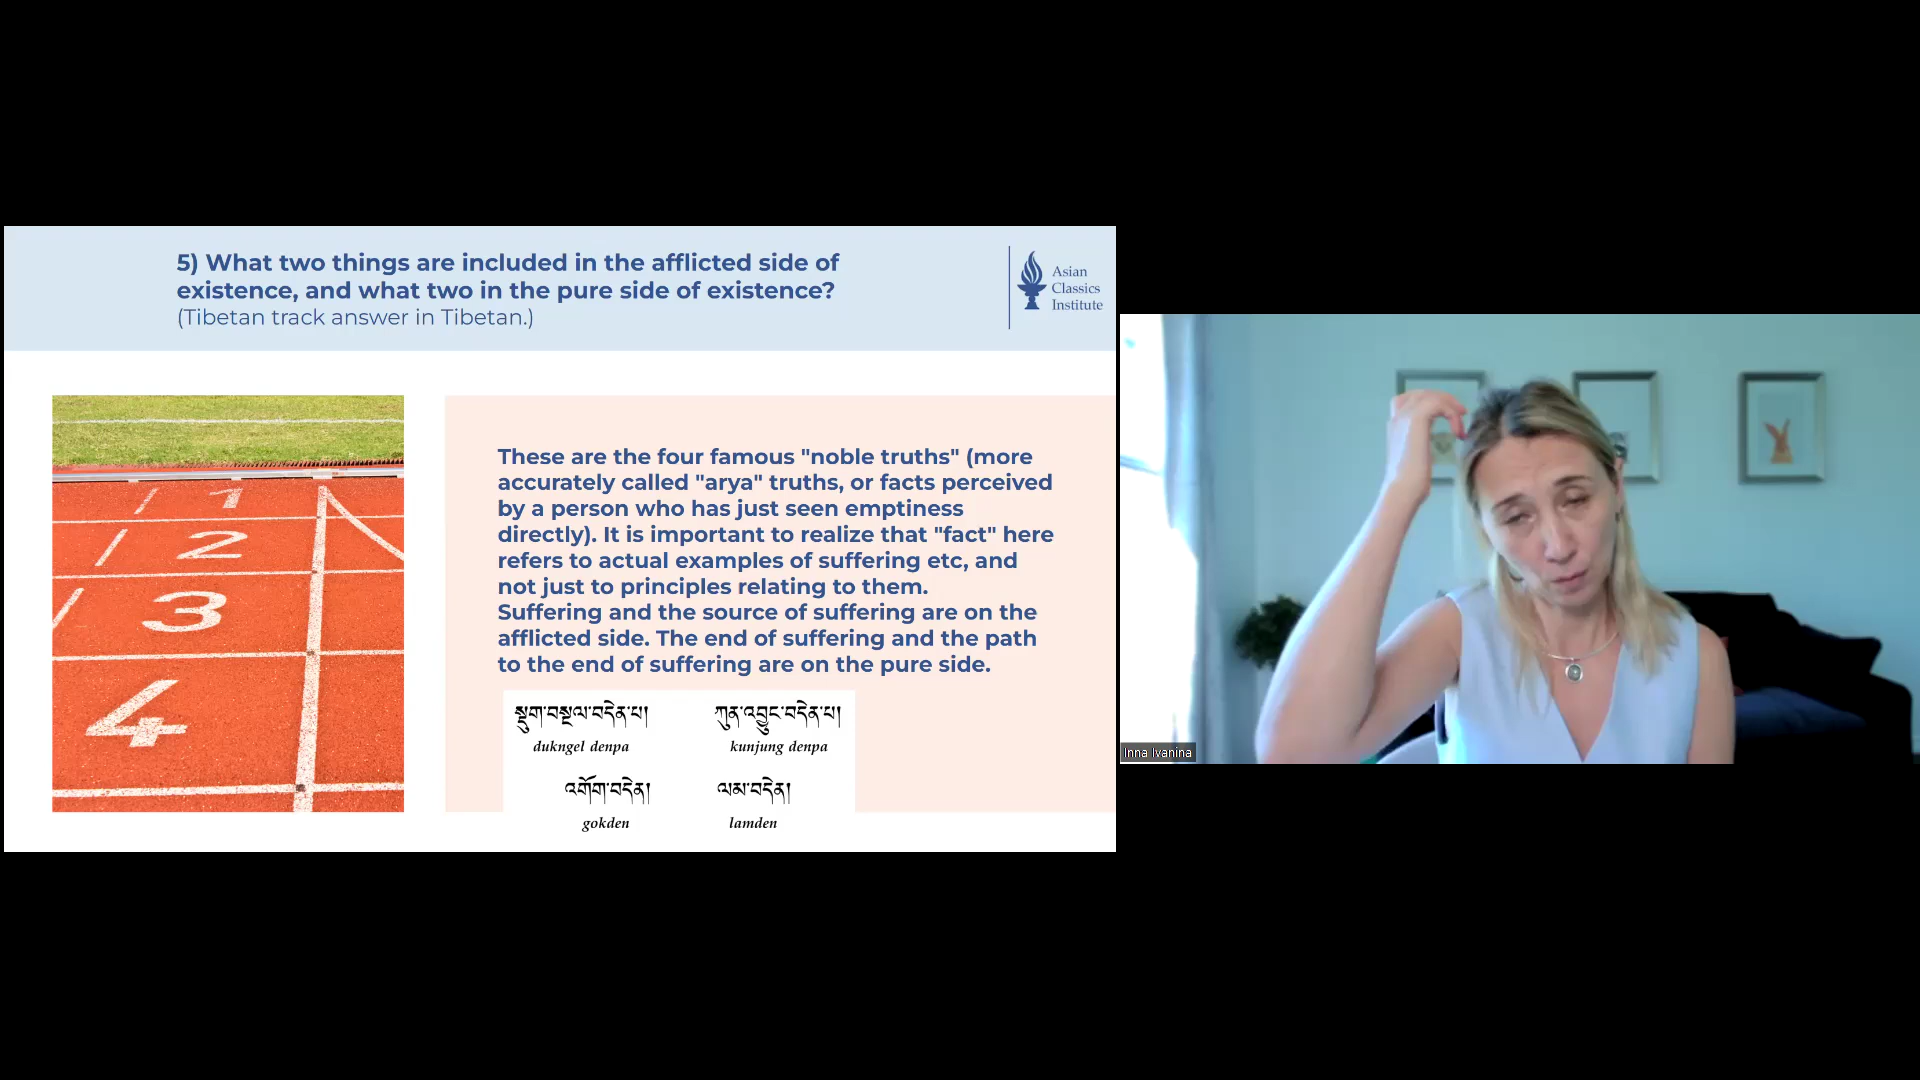 5) What two things are included in the afflicted side of
existence, and what two in the pure side of existence?
(Tibetan track answer in Tibetan.)
Asian
Classics
Institute
1
2
3
4
These are the four famous "noble truths" (more
accurately called "arya" truths, or facts perceived
by a person who has just seen emptiness
directly). It is important to realize that "fact" here
refers to actual examples of suffering etc, and
not just to principles relating to them.
Suffering and the source of suffering are on the
afflicted side. The end of suffering and the path
to the end of suffering are on the pure side.
སྡུག་བསྔལ་བདེན་པ། ཀུན་འབྱུང་བདེན་པ།
dukngel denpa kunjung denpa
འགོག་བདེན། ལམ་བདེན།
gokden lamden
Inna Ivanina